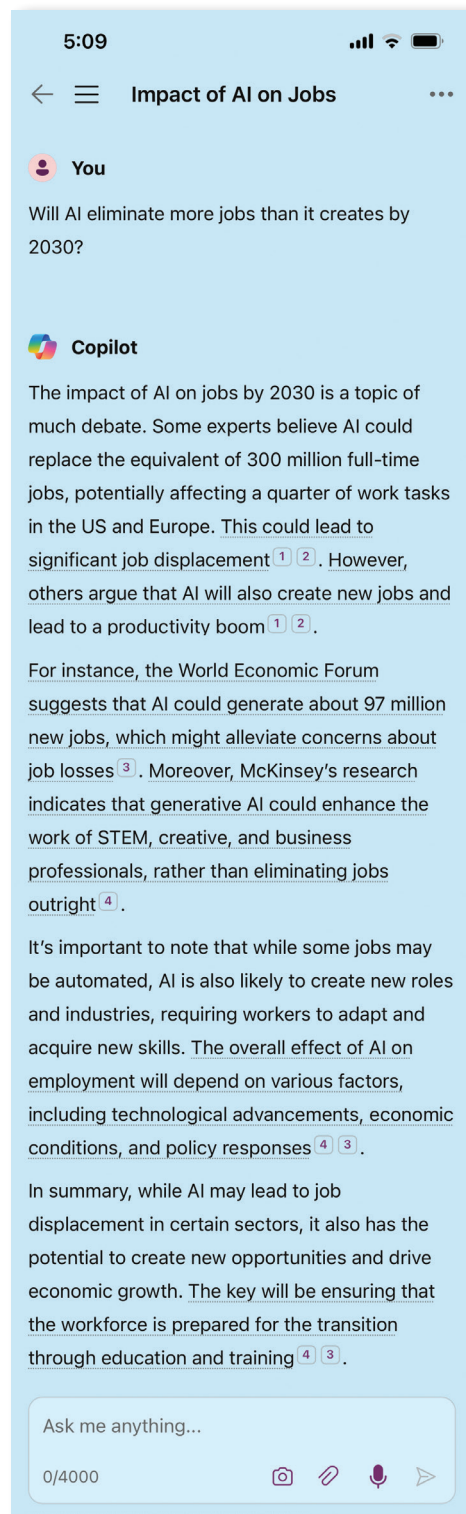 5:09
Impact of AI on Jobs
You
Will AI eliminate more jobs than it creates by
2030?
Copilot
The impact of AI on jobs by 2030 is a topic of
much debate. Some experts believe AI could
replace the equivalent of 300 million full-time
jobs, potentially affecting a quarter of work tasks
in the US and Europe. This could lead to
significant job displacement 1 2 . However,
others argue that AI will also create new jobs and
lead to a productivity boom 1 2 .
For instance, the World Economic Forum
suggests that AI could generate about 97 million
new jobs, which might alleviate concerns about
job losses 3 . Moreover, McKinsey’s research
indicates that generative AI could enhance the
work of STEM, creative, and business
professionals, rather than eliminating jobs
outright 4 .
It’s important to note that while some jobs may
be automated, AI is also likely to create new roles
and industries, requiring workers to adapt and
acquire new skills. The overall effect of AI on
employment will depend on various factors,
including technological advancements, economic
conditions, and policy responses 4 3 .
In summary, while AI may lead to job
displacement in certain sectors, it also has the
potential to create new opportunities and drive
economic growth. The key will be ensuring that
the workforce is prepared for the transition
through education and training 4 3 .
Ask me anything...
0/4000